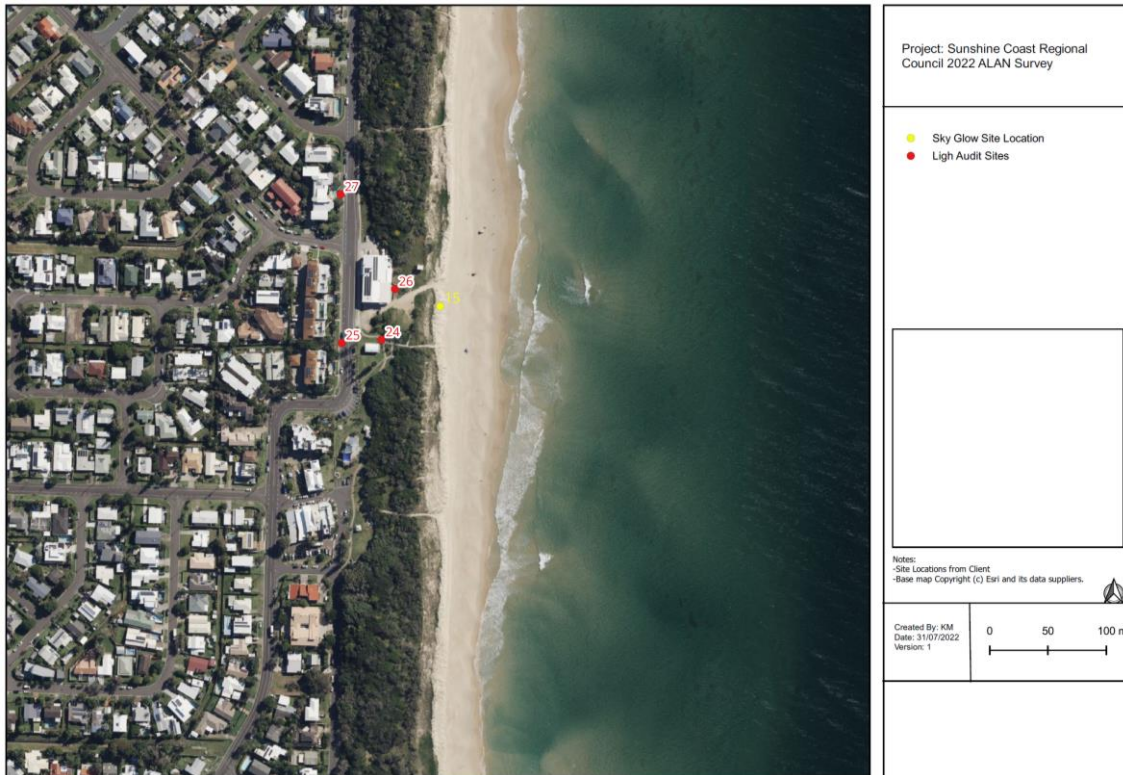 27
26
15
25
24
Project: Sunshine Coast Regional
Council 2022 ALAN Survey
Sky Glow Site Location
Ligh Audit Sites
Notes:
-Site Locations from Client
-Base map Copyright (c) Esri and its data suppliers.
Created By: KM
Date: 31/07/2022
Version: 1
0 50 100 m